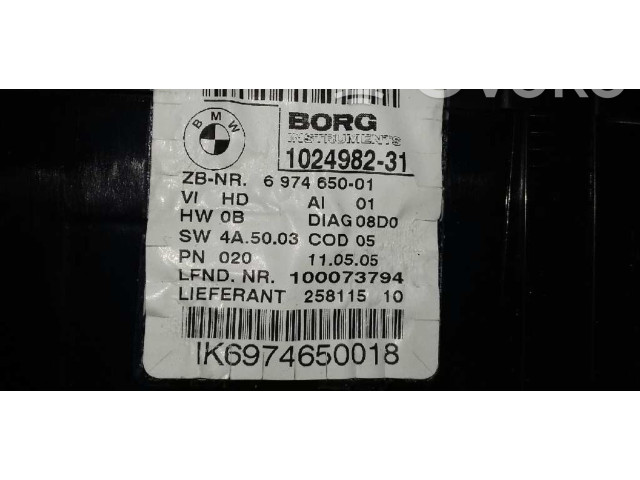 BMW
BORG
INSTRUMENTS
1024982-31
ZB-NR. 6 974 650-01
VI HD AI 01
HW 0B DIAG 08D0
SW 4A.50.03 COD 05
PN 020 11.05.05
LFND. NR. 100073794
LIEFERANT 258115 10
IK6974650018